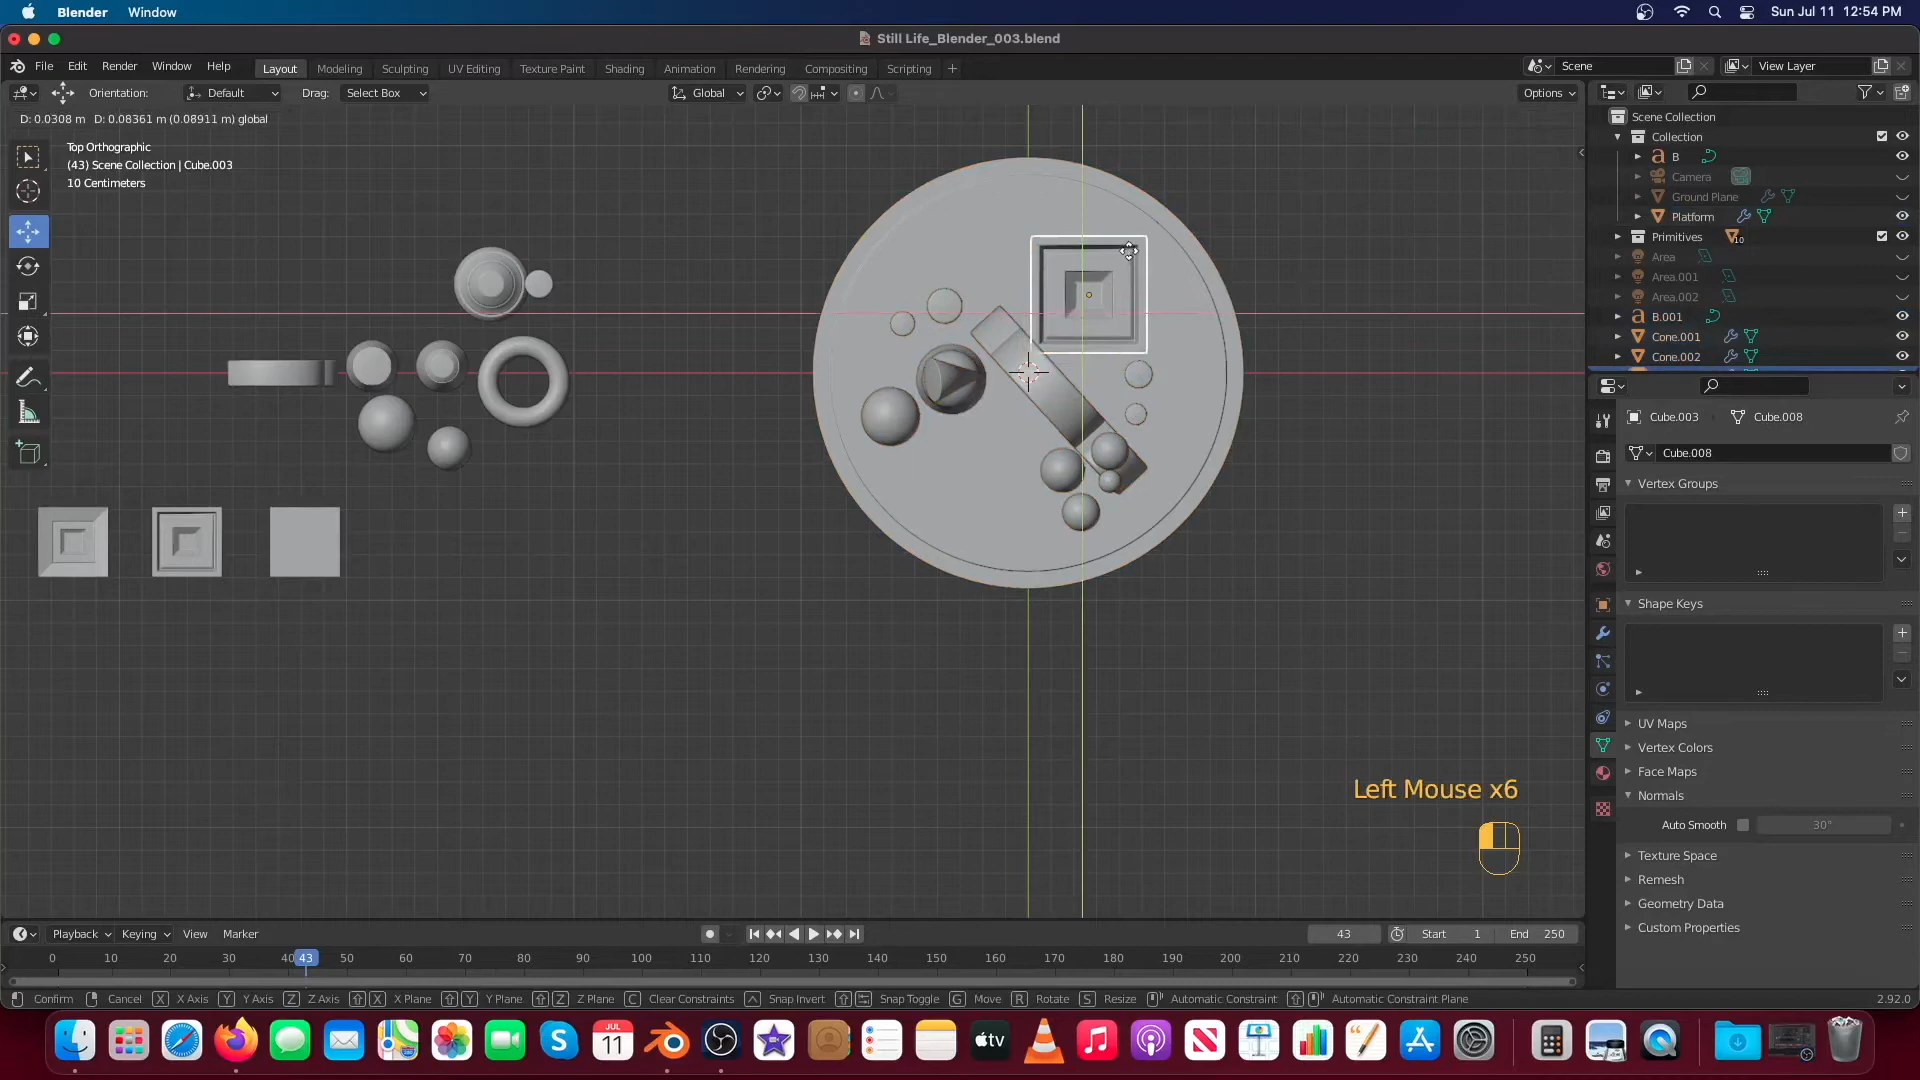 Blender Window Sun Jul 11 12:54 PM
Still Life_Blender_003.blend
File Edit Render Window Help Layout Modeling Sculpting UV Editing Texture Paint Shading Animation Rendering Compositing Scripting + Scene View Layer
Orientation: Default Drag: Select Box Global Options
D: 0.0308 m D: 0.08361 m (0.08911 m) global
Top Orthographic
(43) Scene Collection | Cube.003
10 Centimeters
Scene Collection
Collection
B
Camera
Ground Plane
Platform
Primitives 10
Area
Area.001
Area.002
B.001
Cone.001
Cone.002
Cube.003 Cube.008
Cube.008
Vertex Groups
Shape Keys
UV Maps
Vertex Colors
Face Maps
Normals
Auto Smooth 30°
Texture Space
Remesh
Geometry Data
Custom Properties
Left Mouse x6
Playback Keying View Marker 43 Start 1 End 250
0 10 20 30 40 43 50 60 70 80 90 100 110 120 130 140 150 160 170 180 190 200 210 220 230 240 250
Confirm Cancel X X Axis Y Y Axis Z Z Axis X X Plane Y Y Plane Z Z Plane C Clear Constraints Snap Invert Snap Toggle G Move R Rotate S Resize Automatic Constraint Automatic Constraint Plane 2.92.0
JUL
11
tv